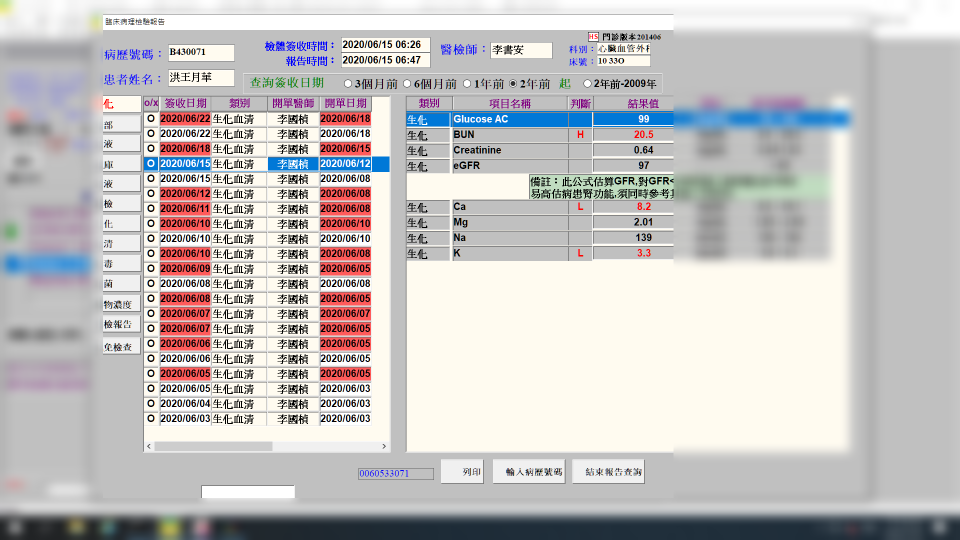 臨床病理檢驗報告
HS 門診版本201406
病歷號碼： B430071 檢體簽收時間： 2020/06/15 06:26 醫檢師： 李書安 科別： 心臟血管外科
報告時間： 2020/06/15 06:47 床號： 10 33O
患者姓名： 洪王月華 查詢簽收日期 3個月前 6個月前 1年前 2年前 起 2年前-2009年
化
部
液
庫
液
檢
化
清
毒
菌
物濃度
檢報告
免檢查
o/x 簽收日期 類別 開單醫師 開單日期
O 2020/06/22 生化血清 李國楨 2020/06/18
O 2020/06/22 生化血清 李國楨 2020/06/18
O 2020/06/18 生化血清 李國楨 2020/06/15
O 2020/06/15 生化血清 李國楨 2020/06/12
O 2020/06/15 生化血清 李國楨 2020/06/08
O 2020/06/12 生化血清 李國楨 2020/06/08
O 2020/06/11 生化血清 李國楨 2020/06/08
O 2020/06/10 生化血清 李國楨 2020/06/10
O 2020/06/10 生化血清 李國楨 2020/06/10
O 2020/06/10 生化血清 李國楨 2020/06/08
O 2020/06/09 生化血清 李國楨 2020/06/05
O 2020/06/08 生化血清 李國楨 2020/06/08
O 2020/06/08 生化血清 李國楨 2020/06/05
O 2020/06/07 生化血清 李國楨 2020/06/07
O 2020/06/07 生化血清 李國楨 2020/06/05
O 2020/06/06 生化血清 李國楨 2020/06/05
O 2020/06/06 生化血清 李國楨 2020/06/05
O 2020/06/05 生化血清 李國楨 2020/06/05
O 2020/06/05 生化血清 李國楨 2020/06/03
O 2020/06/04 生化血清 李國楨 2020/06/03
O 2020/06/03 生化血清 李國楨 2020/06/03
類別 項目名稱 判斷 結果值
生化 Glucose AC 99
生化 BUN H 20.5
生化 Creatinine 0.64
生化 eGFR 97
備註：此公式估算GFR,對GFR<
易高估病患腎功能,須同時參考其
生化 Ca L 8.2
生化 Mg 2.01
生化 Na 139
生化 K L 3.3
0060533071 列印 輸入病歷號碼 結束報告查詢